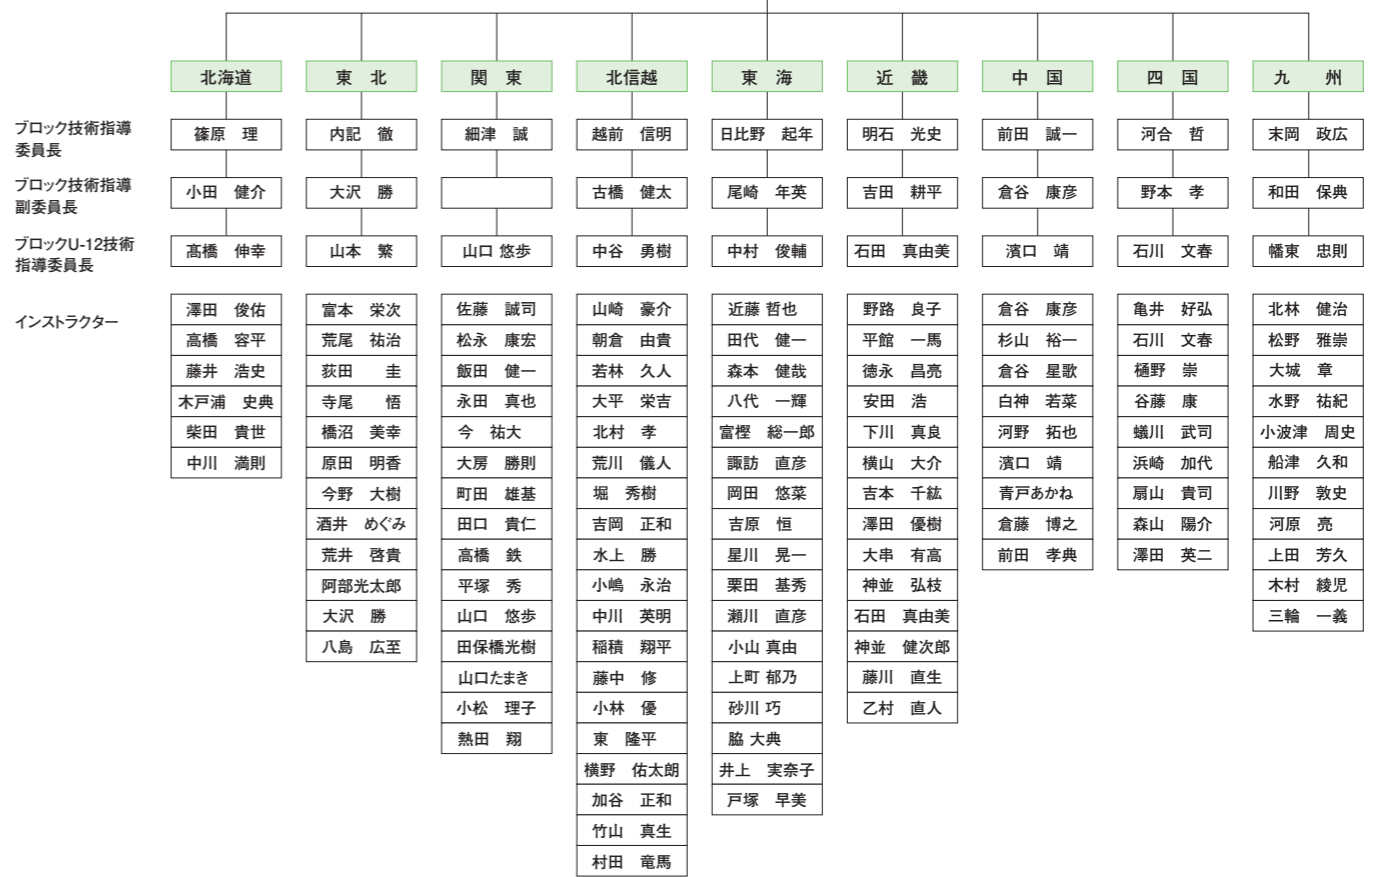 北海道　東　北　関　東　北信越　東　海　近　畿　中　国　四　国　九　州
ブロック技術指導
委員長
篠原　理　内記　徹　細津　誠　越前　信明　日比野　起年　明石　光史　前田　誠一　河合　哲　末岡　政広
ブロック技術指導
副委員長
小田　健介　大沢　勝　古橋　健太　尾崎　年英　吉田　耕平　倉谷　康彦　野本　孝　和田　保典
ブロックU-12技術
指導委員長
髙橋　伸幸　山本　繁　山口 悠歩　中谷　勇樹　中村　俊輔　石田　真由美　濱口　靖　石川　文春　幡東　忠則
インストラクター
澤田　俊佑　富本　栄次　佐藤　誠司　山崎　豪介　近藤 哲也　野路　良子　倉谷　康彦　亀井　好弘　北林　健治
高橋　容平　荒尾　祐治　松永　康宏　朝倉　由貴　田代　健一　平館　一馬　杉山　裕一　石川　文春　松野　雅崇
藤井　浩史　荻田　圭　飯田　健一　若林　久人　森本　健哉　徳永　昌亮　倉谷　星歌　樋野　崇　大城　章
木戸浦　史典　寺尾　悟　永田　真也　大平　栄吉　八代　一輝　安田　浩　白神　若菜　谷藤　康　水野　祐紀
柴田　貴世　橋沼　美幸　今　祐大　北村　孝　富樫　総一郎　下川　真良　河野　拓也　蟻川　武司　小波津　周史
中川　満則　原田　明香　大房　勝則　荒川　儀人　諏訪　直彦　横山　大介　濱口　靖　浜崎　加代　船津　久和
今野　大樹　町田　雄基　堀　秀樹　岡田　悠菜　吉本　千紘　青戸あかね　扇山　貴司　川野　敦史
酒井　めぐみ　田口　貴仁　吉岡　正和　吉原　恒　澤田　優樹　倉藤　博之　森山　陽介　河原　亮
荒井　啓貴　高橋　鉄　水上　勝　星川　晃一　大串　有高　前田　孝典　澤田　英二　上田　芳久
阿部光太郎　平塚　秀　小嶋　永治　栗田　基秀　神並　弘枝　木村　綾児
大沢　勝　山口　悠歩　中川　英明　瀬川　直彦　石田　真由美　三輪　一義
八島　広至　田保橋光樹　稲積　翔平　小山 真由　神並　健次郎
山口たまき　藤中　修　上町 郁乃　藤川　直生
小松　理子　小林　優　砂川 巧　乙村　直人
熱田　翔　東　隆平　脇 大典
横野　佑太朗　井上　実奈子
加谷　正和　戸塚　早美
竹山　真生
村田　竜馬